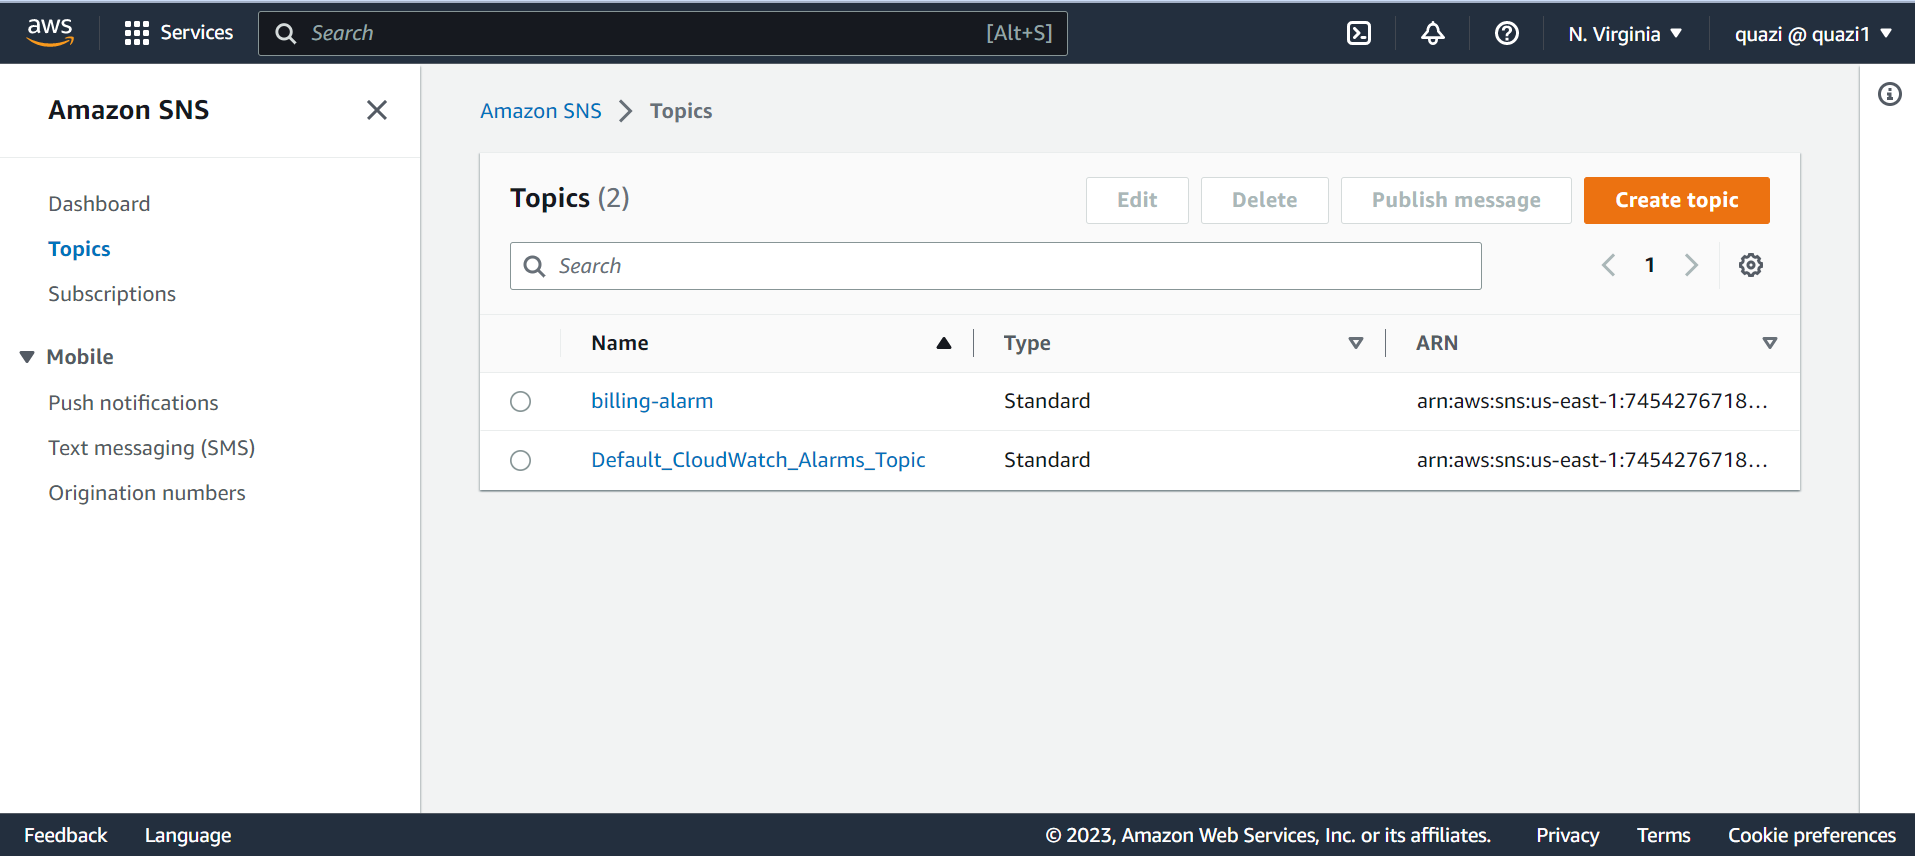 aws Services Search [Alt+S] N. Virginia quazi @ quazi1
Amazon SNS
Dashboard
Topics
Subscriptions
Mobile
Push notifications
Text messaging (SMS)
Origination numbers
Amazon SNS Topics
Topics (2) Edit Delete Publish message Create topic
Search 1
Name Type ARN
billing-alarm Standard arn:aws:sns:us-east-1:7454276718...
Default_CloudWatch_Alarms_Topic Standard arn:aws:sns:us-east-1:7454276718...
Feedback Language © 2023, Amazon Web Services, Inc. or its affiliates. Privacy Terms Cookie preferences